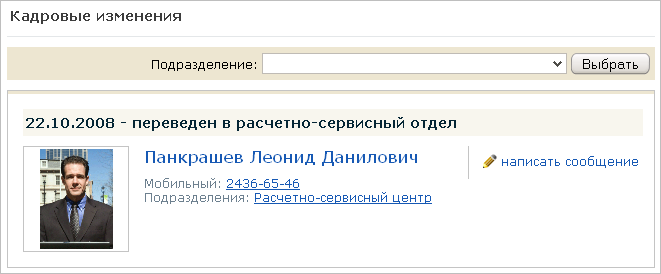 Кадровые изменения
Подразделение: Выбрать
22.10.2008 - переведен в расчетно-сервисный отдел
Панкрашев Леонид Данилович
написать сообщение
Мобильный: 2436-65-46
Подразделения: Расчетно-сервисный центр